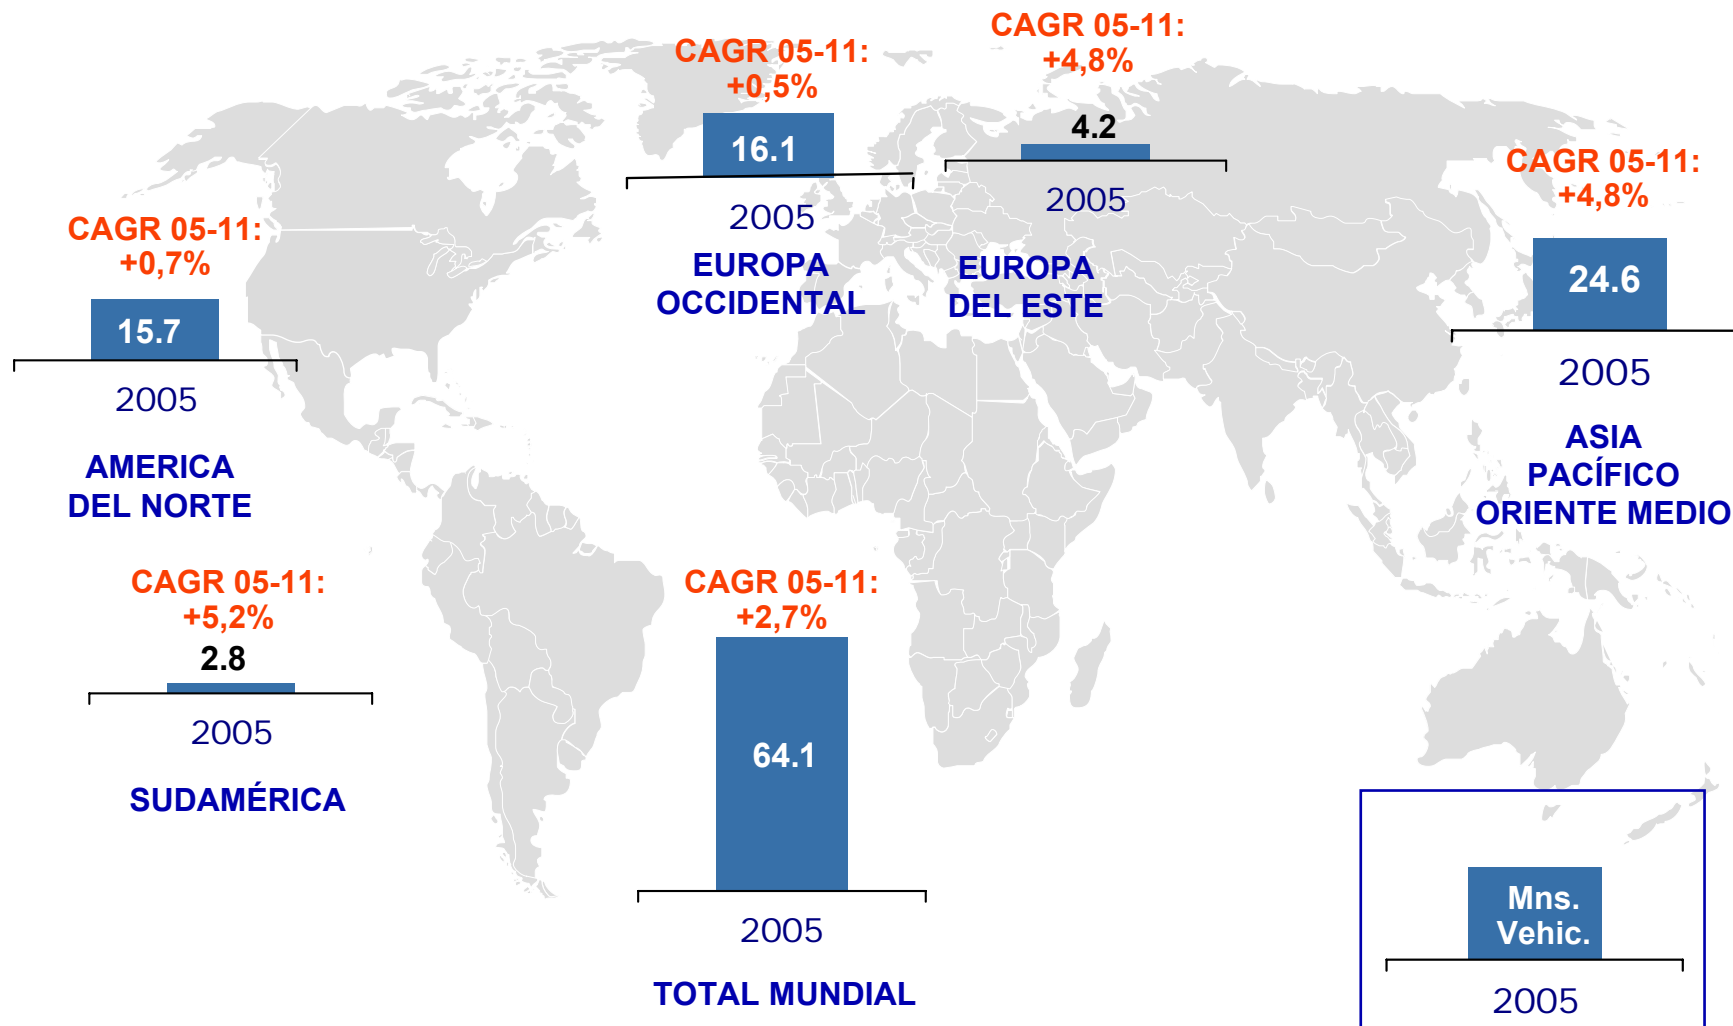 CAGR 05-11:
+0,5%
16.1
2005
EUROPA
OCCIDENTAL
CAGR 05-11:
+4,8%
4.2
2005
EUROPA
DEL ESTE
CAGR 05-11:
+4,8%
24.6
2005
ASIA
PACÍFICO
ORIENTE MEDIO
CAGR 05-11:
+0,7%
15.7
2005
AMERICA
DEL NORTE
CAGR 05-11:
+5,2%
2.8
2005
SUDAMÉRICA
CAGR 05-11:
+2,7%
64.1
2005
TOTAL MUNDIAL
Mns.
Vehic.
2005